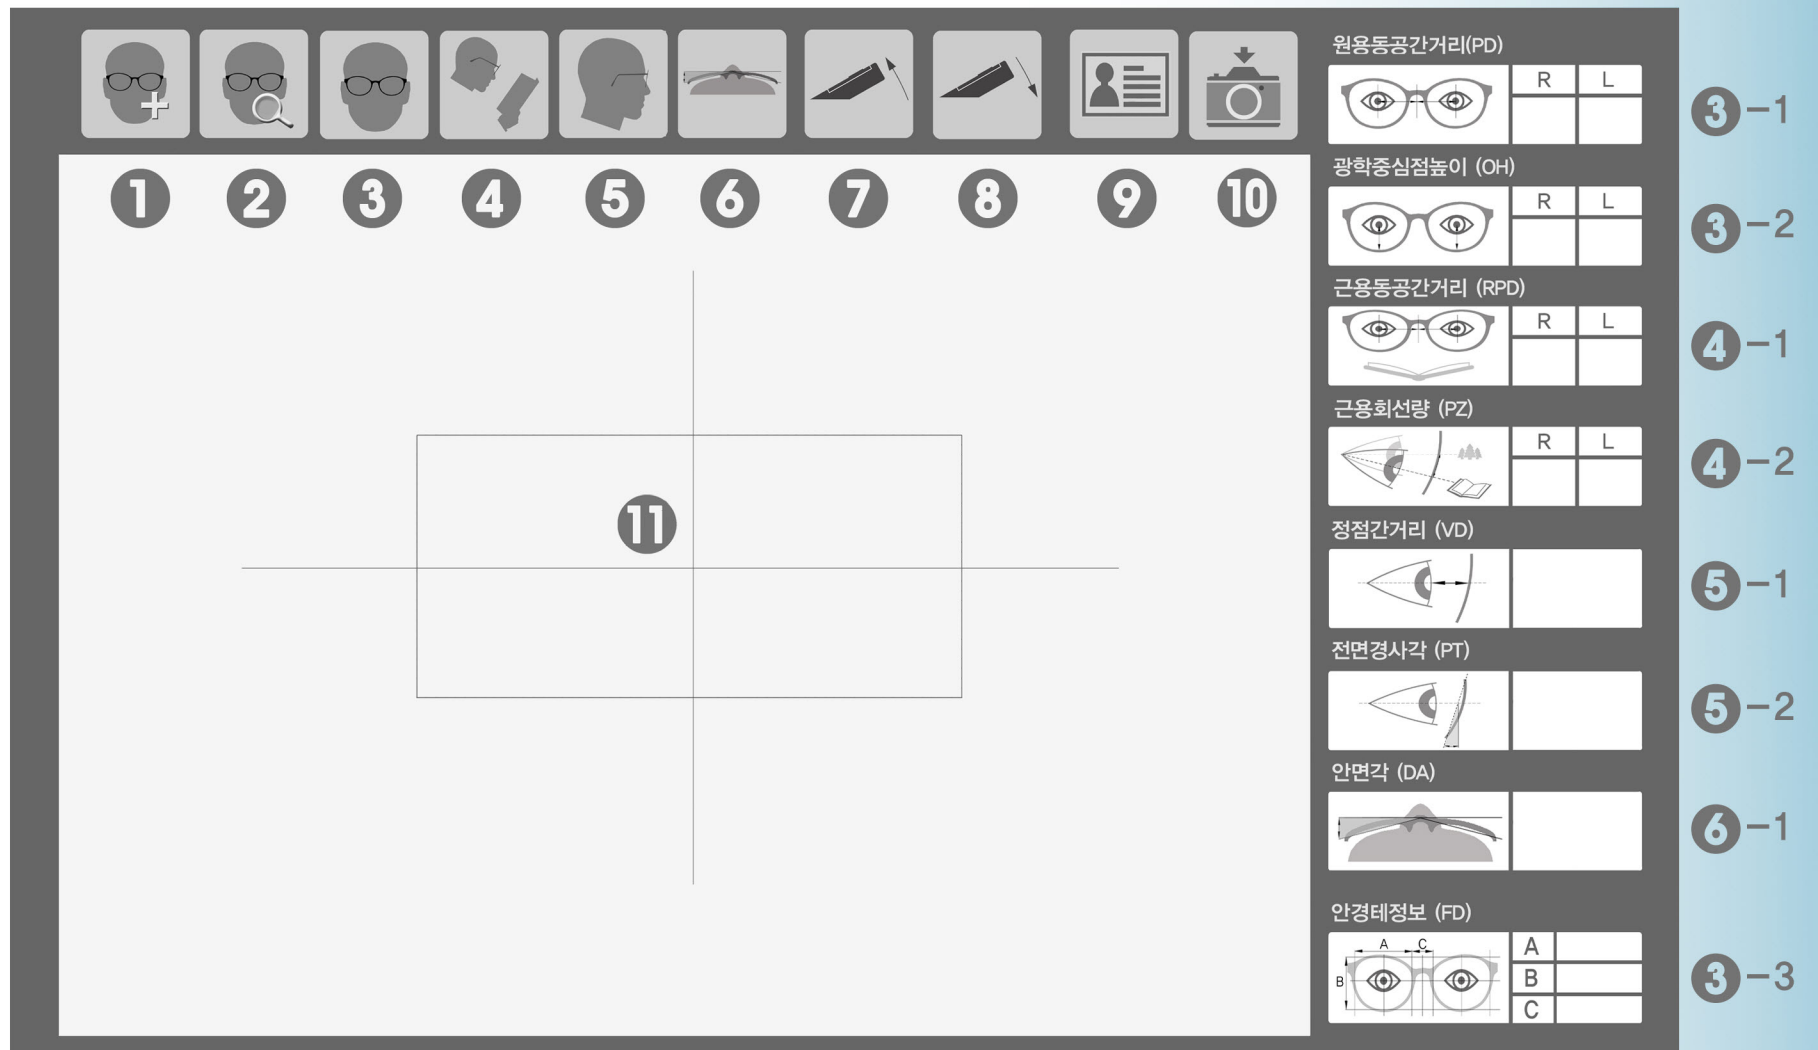 1 2 3 4 5 6 7 8 9 10
11
원용동공간거리(PD)
R L
3-1
광학중심점높이 (OH)
R L
3-2
근용동공간거리 (RPD)
R L
4-1
근용회선량 (PZ)
R L
4-2
정점간거리 (VD)
5-1
전면경사각 (PT)
5-2
안면각 (DA)
6-1
안경테정보 (FD)
A C
B
A
B
C
3-3